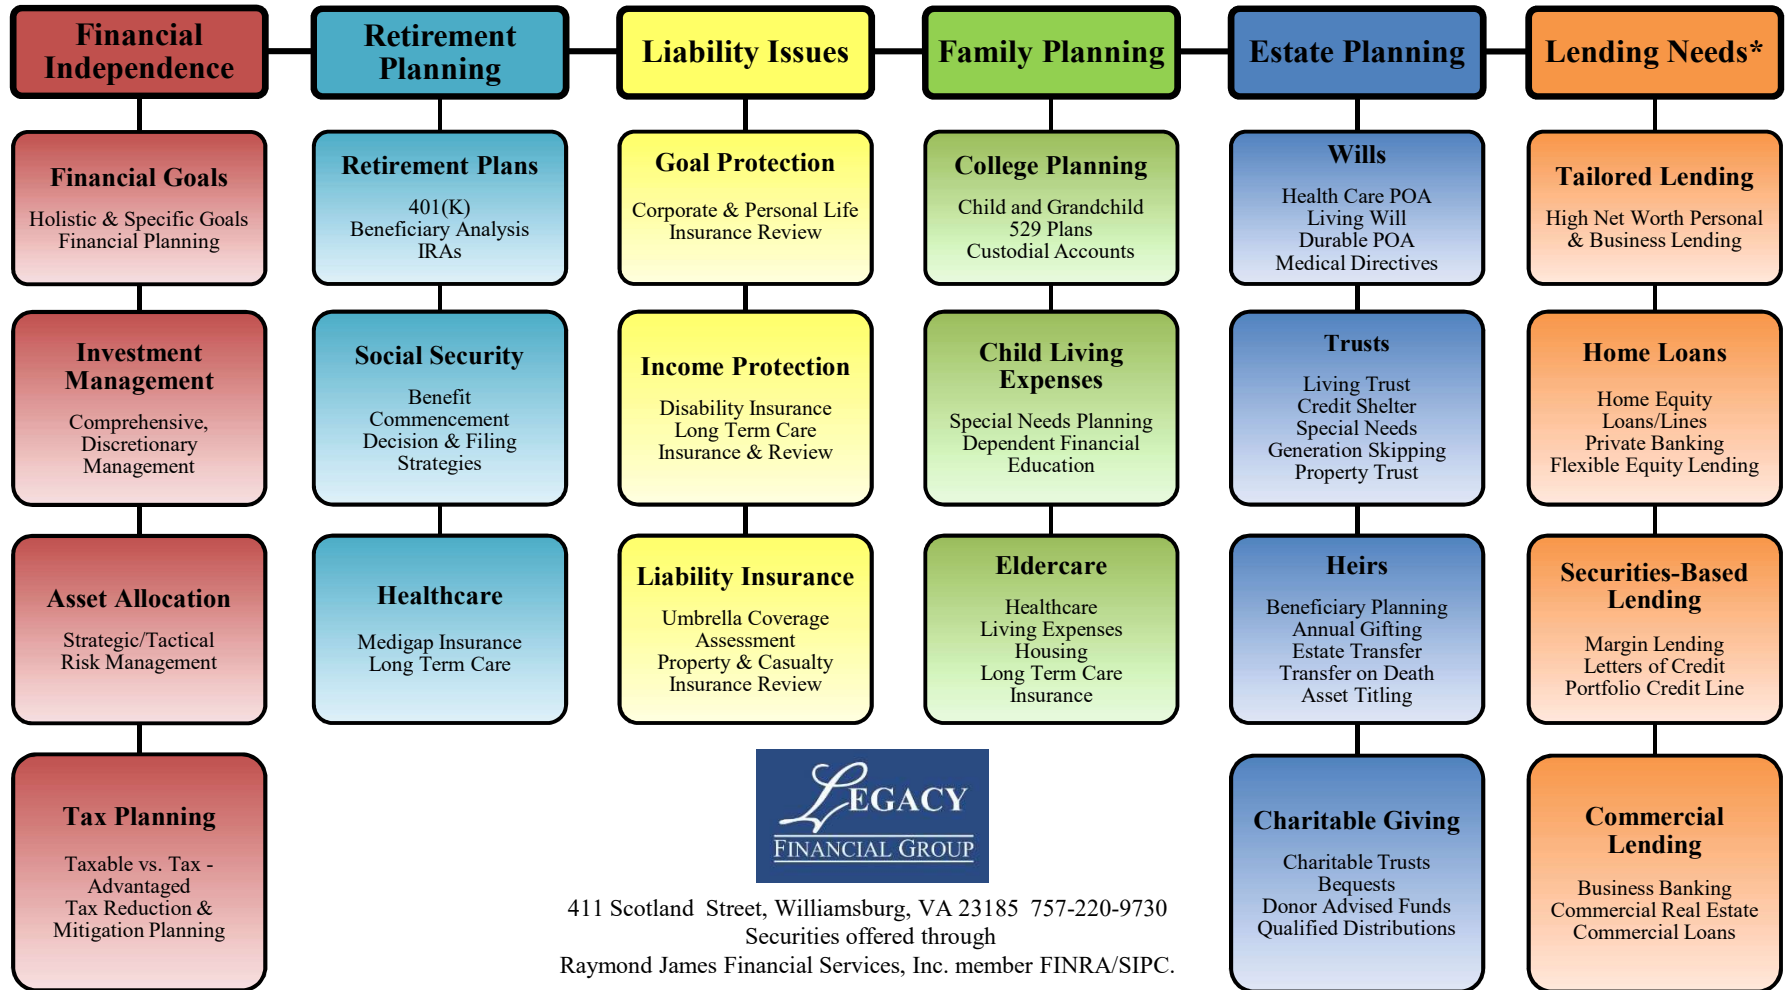 Financial
Independence
Retirement
Planning
Liability Issues
Family Planning
Estate Planning
Lending Needs*
Financial Goals
Holistic & Specific Goals
Financial Planning
Investment
Management
Comprehensive,
Discretionary
Management
Asset Allocation
Strategic/Tactical
Risk Management
Tax Planning
Taxable vs. Tax -
Advantaged
Tax Reduction &
Mitigation Planning
Retirement Plans
401(K)
Beneficiary Analysis
IRAs
Social Security
Benefit
Commencement
Decision & Filing
Strategies
Healthcare
Medigap Insurance
Long Term Care
Goal Protection
Corporate & Personal Life
Insurance Review
Income Protection
Disability Insurance
Long Term Care
Insurance & Review
Liability Insurance
Umbrella Coverage
Assessment
Property & Casualty
Insurance Review
College Planning
Child and Grandchild
529 Plans
Custodial Accounts
Child Living
Expenses
Special Needs Planning
Dependent Financial
Education
Eldercare
Healthcare
Living Expenses
Housing
Long Term Care
Insurance
Wills
Health Care POA
Living Will
Durable POA
Medical Directives
Trusts
Living Trust
Credit Shelter
Special Needs
Generation Skipping
Property Trust
Heirs
Beneficiary Planning
Annual Gifting
Estate Transfer
Transfer on Death
Asset Titling
Charitable Giving
Charitable Trusts
Bequests
Donor Advised Funds
Qualified Distributions
Tailored Lending
High Net Worth Personal
& Business Lending
Home Loans
Home Equity
Loans/Lines
Private Banking
Flexible Equity Lending
Securities-Based
Lending
Margin Lending
Letters of Credit
Portfolio Credit Line
Commercial
Lending
Business Banking
Commercial Real Estate
Commercial Loans
LEGACY
FINANCIAL GROUP
411 Scotland Street, Williamsburg, VA 23185 757-220-9730
Securities offered through
Raymond James Financial Services, Inc. member FINRA/SIPC.